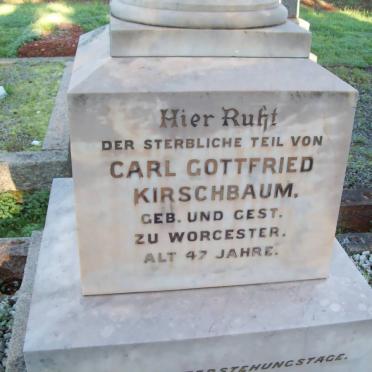 Hier Ruht
DER STERBLICHE TEIL VON
CARL GOTTFRIED
KIRSCHBAUM,
GEB. UND GEST.
ZU WORCESTER.
ALT 47 JAHRE.